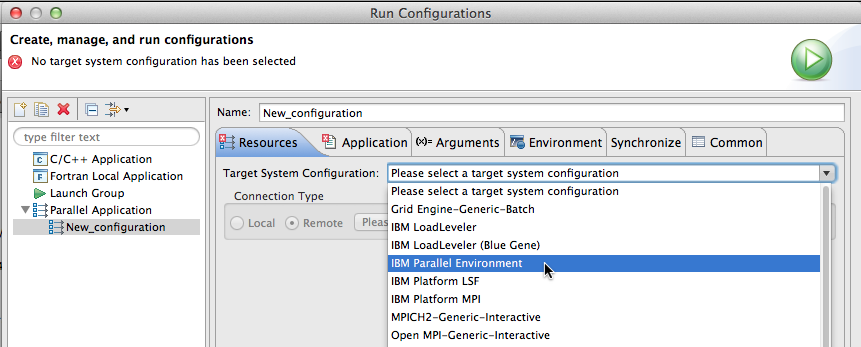 Run Configurations
Create, manage, and run configurations
No target system configuration has been selected
type filter text
C/C++ Application
Fortran Local Application
Launch Group
Parallel Application
New_configuration
Name: New_configuration
Resources Application (x)= Arguments Environment Synchronize Common
Target System Configuration: Please select a target system configuration
Please select a target system configuration
Connection Type
Local Remote Pleas
Grid Engine-Generic-Batch
IBM LoadLeveler
IBM LoadLeveler (Blue Gene)
IBM Parallel Environment
IBM Platform LSF
IBM Platform MPI
MPICH2-Generic-Interactive
Open MPI-Generic-Interactive